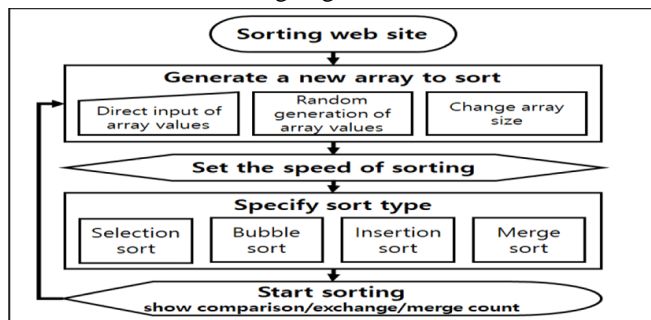 Sorting web site
Generate a new array to sort
Direct input of
array values
Random
generation of
array values
Change array
size
Set the speed of sorting
Specify sort type
Selection
sort
Bubble
sort
Insertion
sort
Merge
sort
Start sorting
show comparison/exchange/merge count